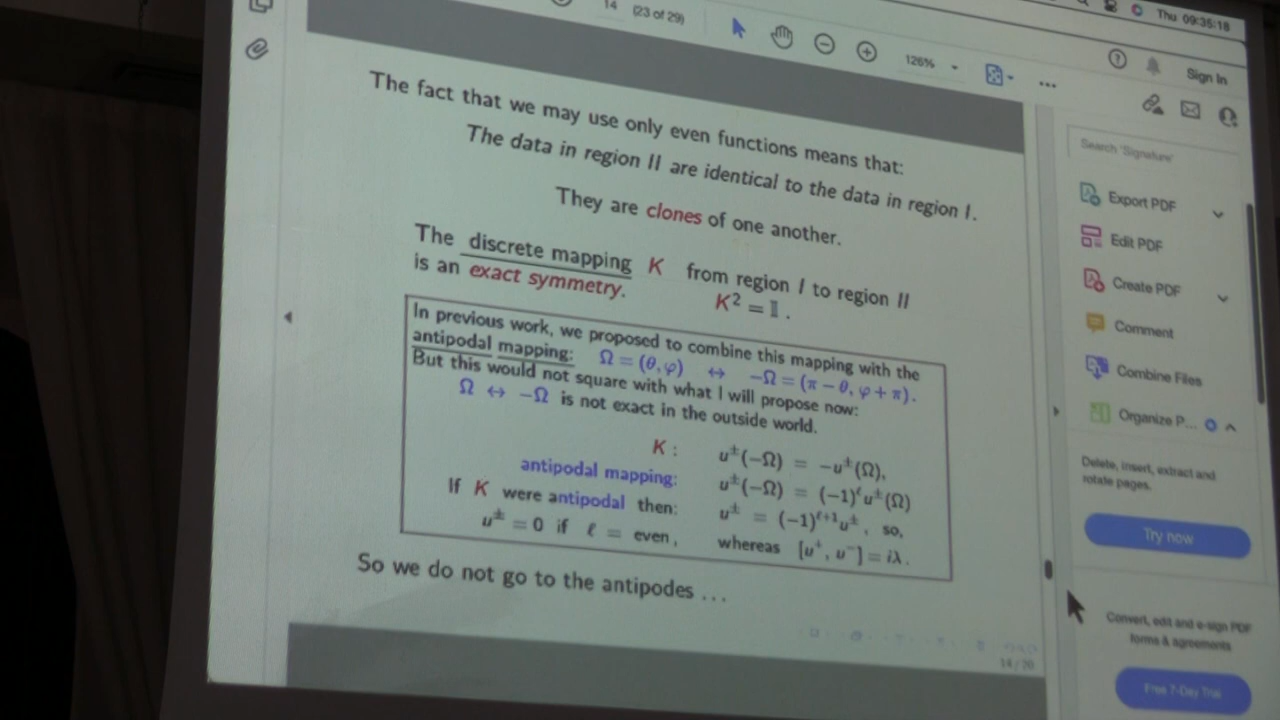 14 (23 of 29)
126%
Thu 09:35:18
Sign In
The fact that we may use only even functions means that:
The data in region II are identical to the data in region I.
They are clones of one another.
The discrete mapping K from region I to region II
is an exact symmetry. K² = 𝕀 .
In previous work, we proposed to combine this mapping with the
antipodal mapping: Ω = (θ, φ) ↔ −Ω = (π − θ, φ + π).
But this would not square with what I will propose now:
Ω ↔ −Ω is not exact in the outside world.
K : u±(−Ω) = −u±(Ω),
antipodal mapping: u±(−Ω) = (−1)^ℓ u±(Ω)
If K were antipodal then: u± = (−1)^{ℓ+1} u± , so,
u± = 0 if ℓ = even, whereas [u⁺, u⁻] = iλ .
So we do not go to the antipodes ...
14 / 20
Search 'Signature'
Export PDF
Edit PDF
Create PDF
Comment
Combine Files
Organize P...
Delete, insert, extract and
rotate pages.
Try now
Convert, edit and e-sign PDF
forms & agreements
Free 7-Day Trial